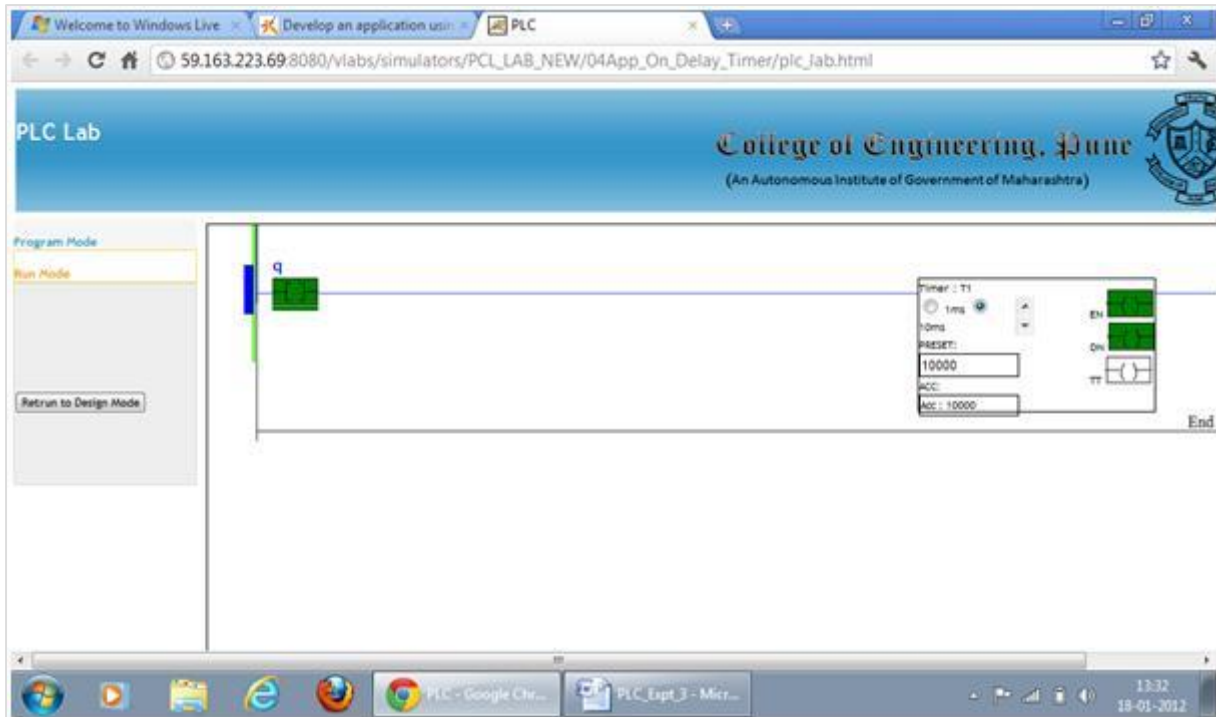 Welcome to Windows Live
Develop an application usin
PLC
59.163.223.69:8080/vlabs/simulators/PCL_LAB_NEW/04App_On_Delay_Timer/plc_lab.html
PLC Lab
College of Engineering, Pune
(An Autonomous Institute of Government of Maharashtra)
Program Mode
Run Mode
Retrun to Design Mode
q
Timer : T1
1ms
10ms
PRESET:
10000
ACC:
Acc : 10000
EN
DN
TT
End
PLC - Google Chr...
PLC_Expt_3 - Micr...
13:32
18-01-2012